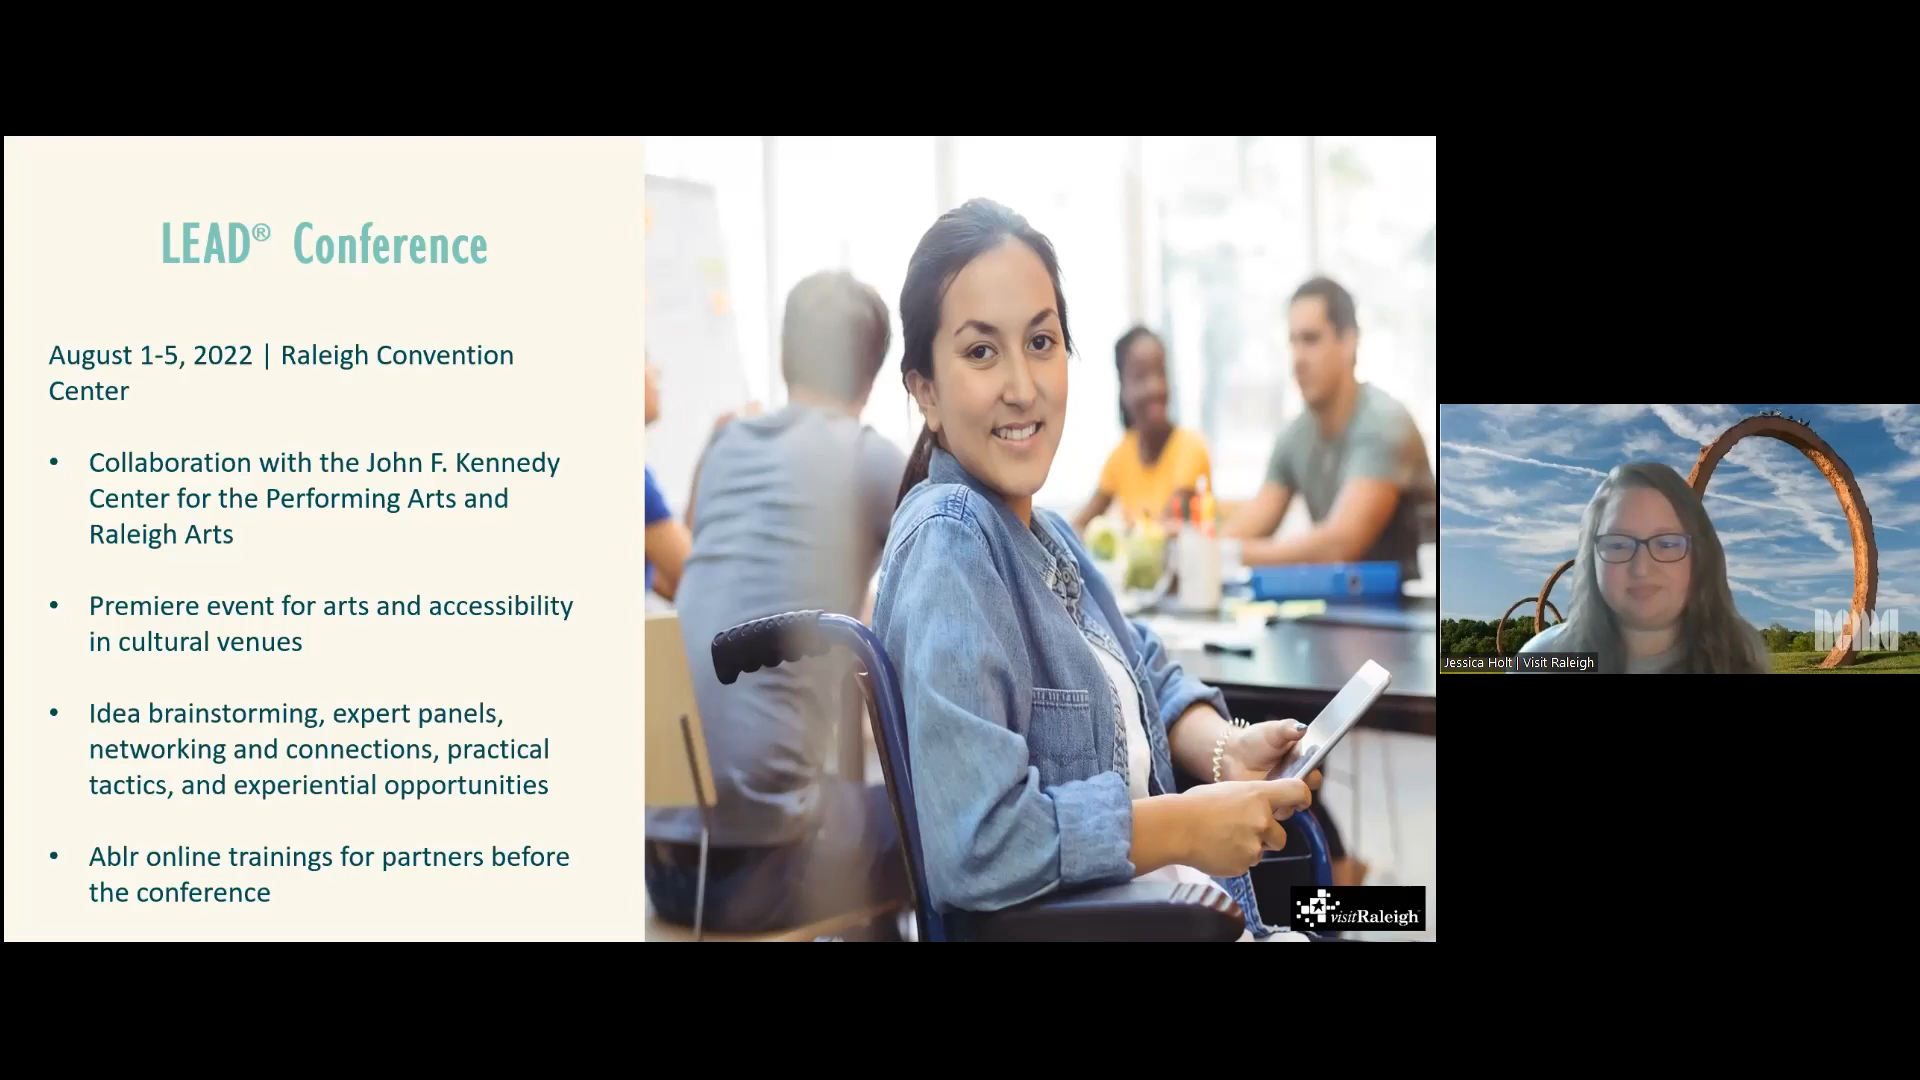 LEAD® Conference
August 1-5, 2022 | Raleigh Convention
Center
• Collaboration with the John F. Kennedy
Center for the Performing Arts and
Raleigh Arts
• Premiere event for arts and accessibility
in cultural venues
• Idea brainstorming, expert panels,
networking and connections, practical
tactics, and experiential opportunities
• Ablr online trainings for partners before
the conference
visitRaleigh
Jessica Holt | Visit Raleigh